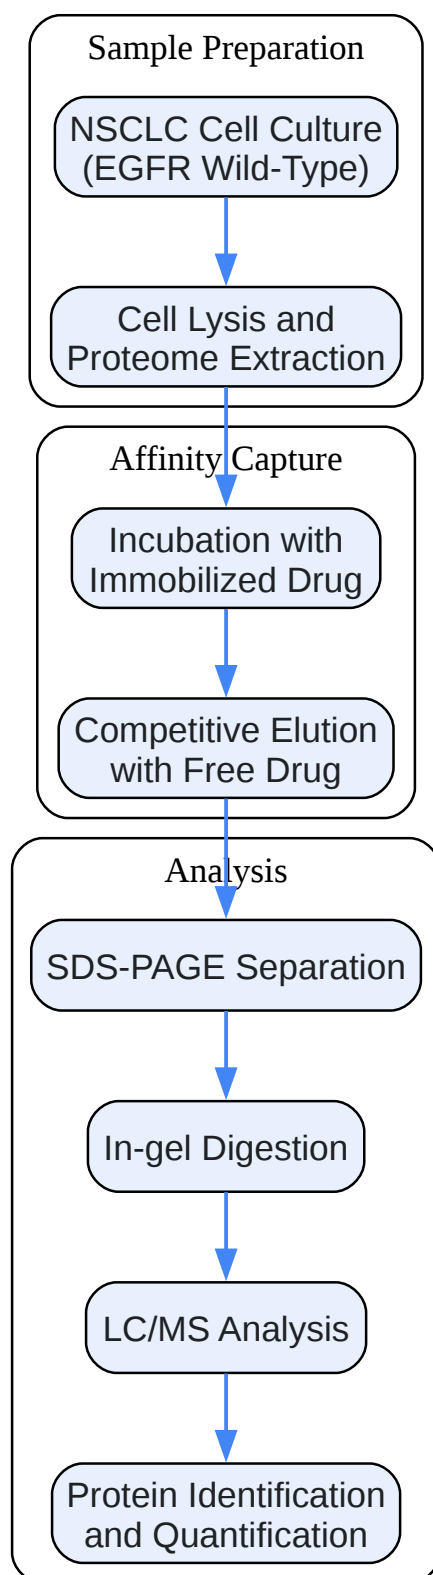 Sample Preparation
NSCLC Cell Culture
(EGFR Wild-Type)
Cell Lysis and
Proteome Extraction
Affinity Capture
Incubation with
Immobilized Drug
Competitive Elution
with Free Drug
Analysis
SDS-PAGE Separation
In-gel Digestion
LC/MS Analysis
Protein Identification
and Quantification